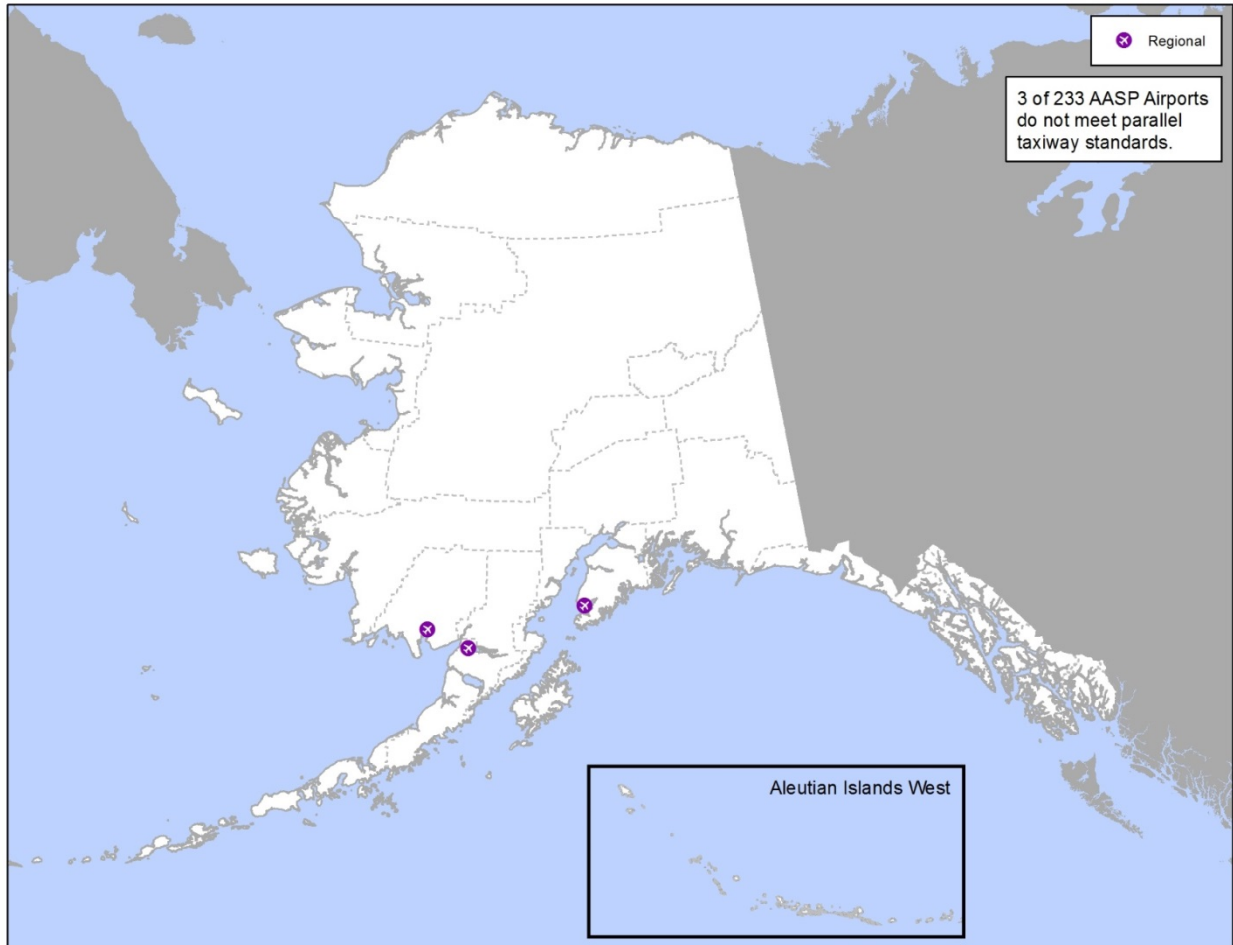 Regional
3 of 233 AASP Airports
do not meet parallel
taxiway standards.
Aleutian Islands West